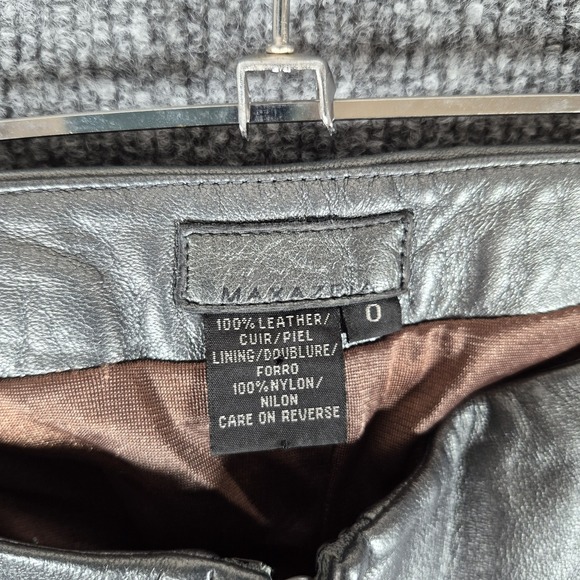 0
100% LEATHER/
CUIR/PIEL
LINING/DOUBLURE/
FORRO
100% NYLON/
NILON
CARE ON REVERSE